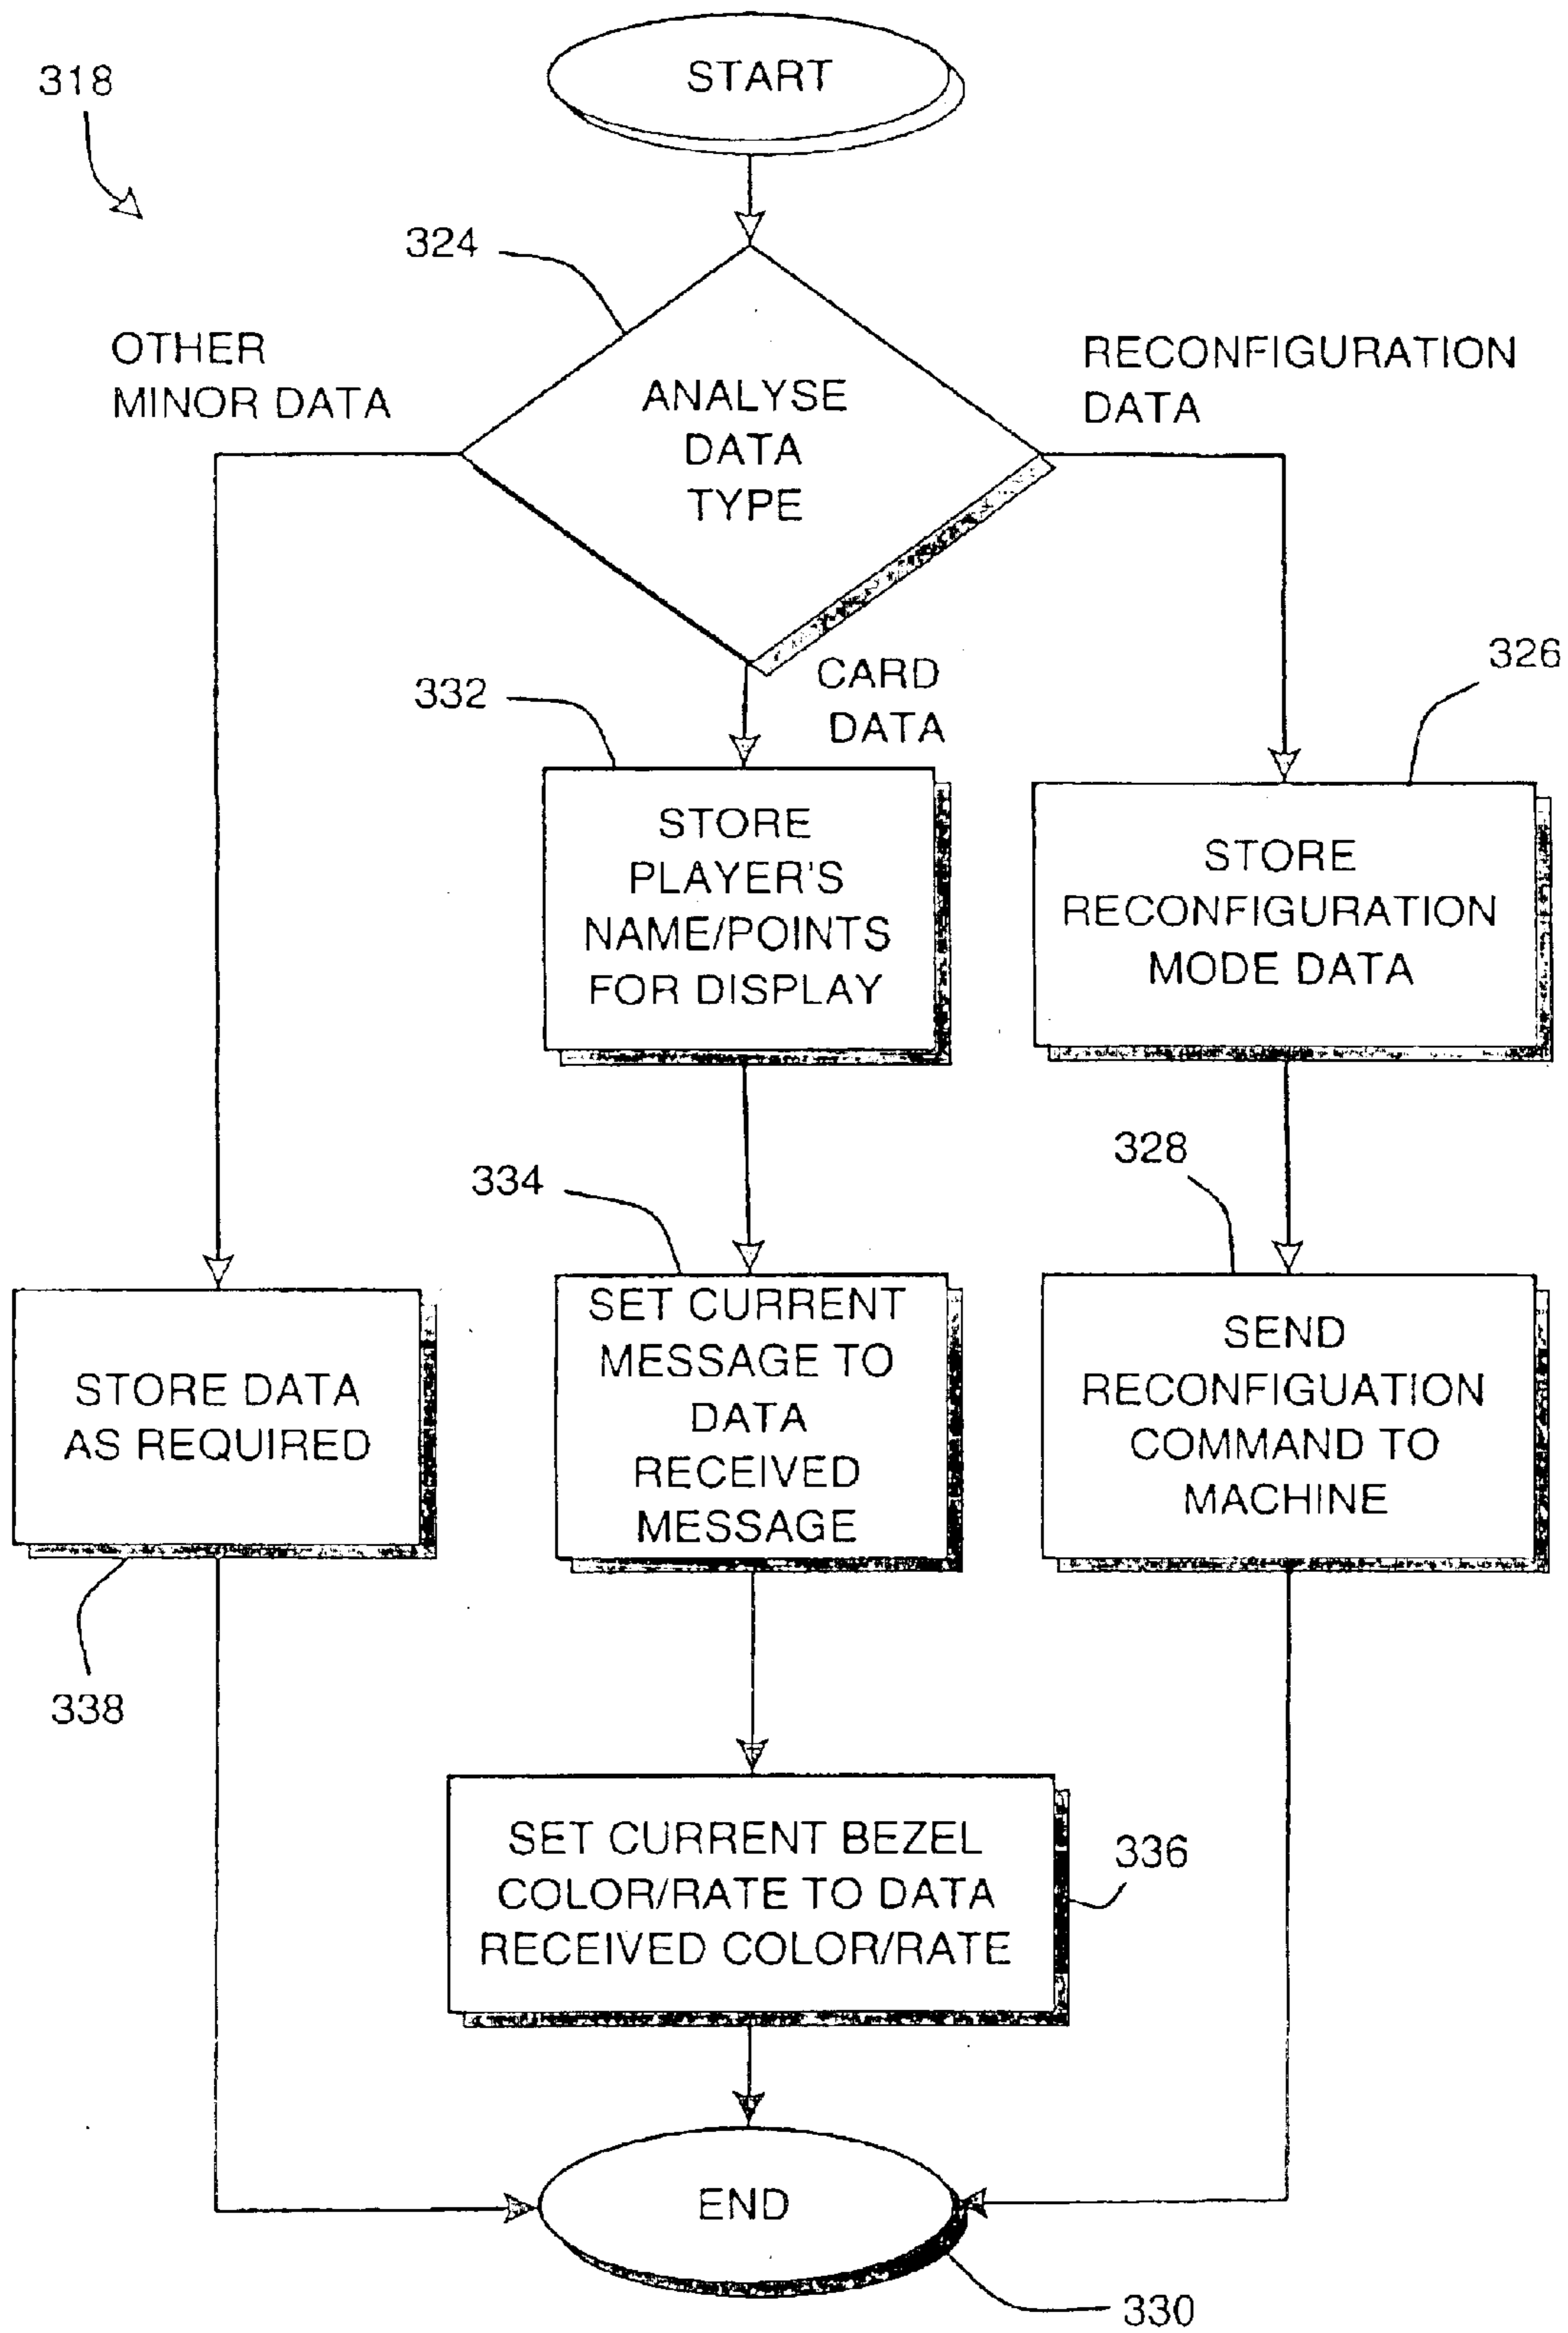 START
318
324
OTHER
MINOR DATA
RECONFIGURATION
DATA
ANALYSE
DATA
TYPE
CARD
DATA
332
326
STORE
PLAYER'S
NAME/POINTS
FOR DISPLAY
STORE
RECONFIGURATION
MODE DATA
334
328
STORE DATA
AS REQUIRED
SET CURRENT
MESSAGE TO
DATA
RECEIVED
MESSAGE
SEND
RECONFIGUATION
COMMAND TO
MACHINE
338
SET CURRENT BEZEL
COLOR/RATE TO DATA
RECEIVED COLOR/RATE
336
END
330